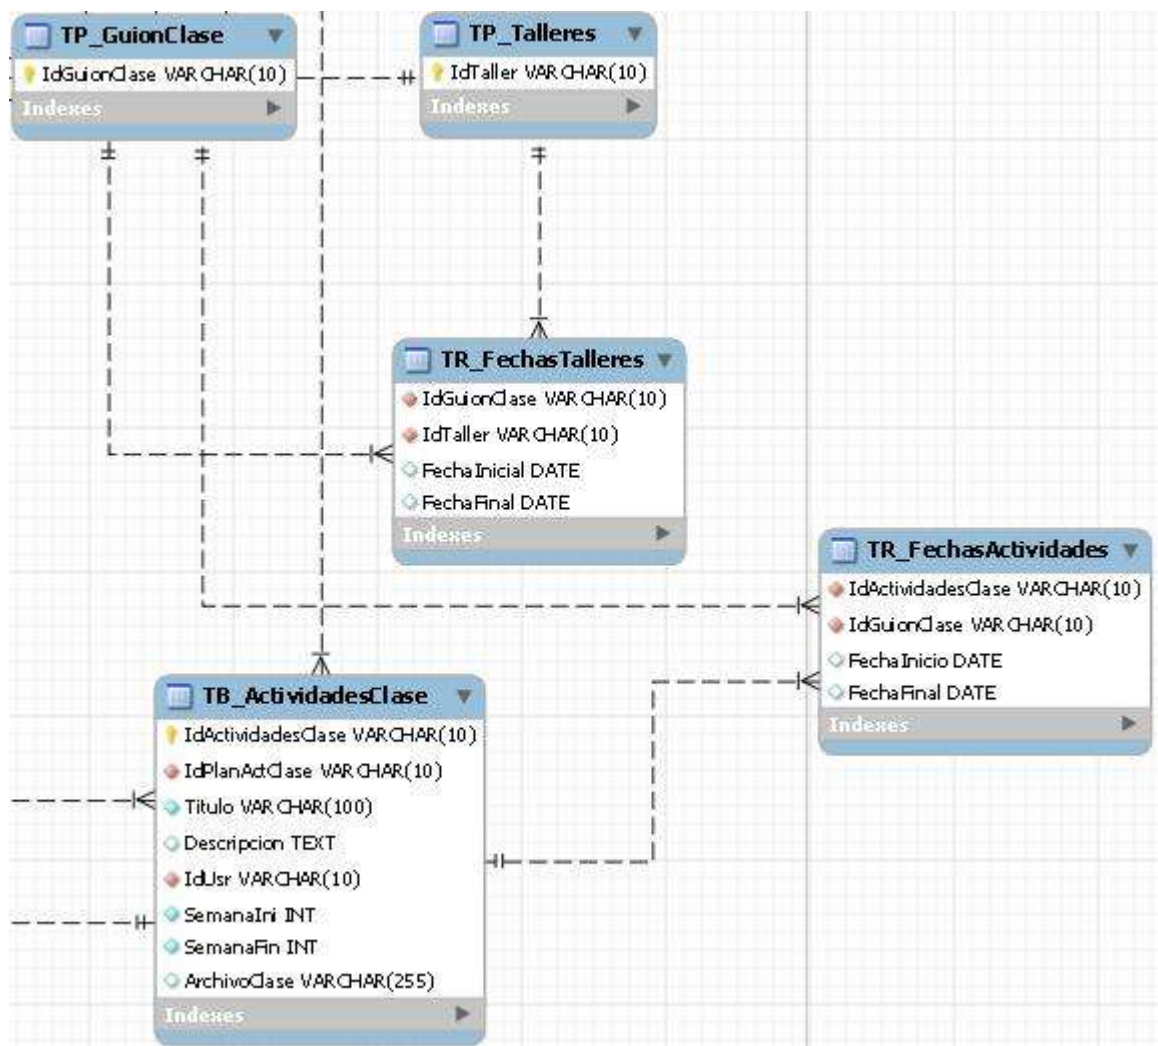 TP_GuionClase
IdGuionClase VARCHAR(10)
Indexes
TP_Talleres
IdTaller VARCHAR(10)
Indexes
TR_FechasTalleres
IdGuionClase VARCHAR(10)
IdTaller VARCHAR(10)
FechaInicial DATE
FechaFinal DATE
Indexes
TR_FechasActividades
IdActividadesClase VARCHAR(10)
IdGuionClase VARCHAR(10)
FechaInicio DATE
FechaFinal DATE
Indexes
TB_ActividadesClase
IdActividadesClase VARCHAR(10)
IdPlanActClase VARCHAR(10)
Titulo VARCHAR(100)
Descripcion TEXT
IdUsr VARCHAR(10)
SemanaIni INT
SemanaFin INT
ArchivoClase VARCHAR(255)
Indexes